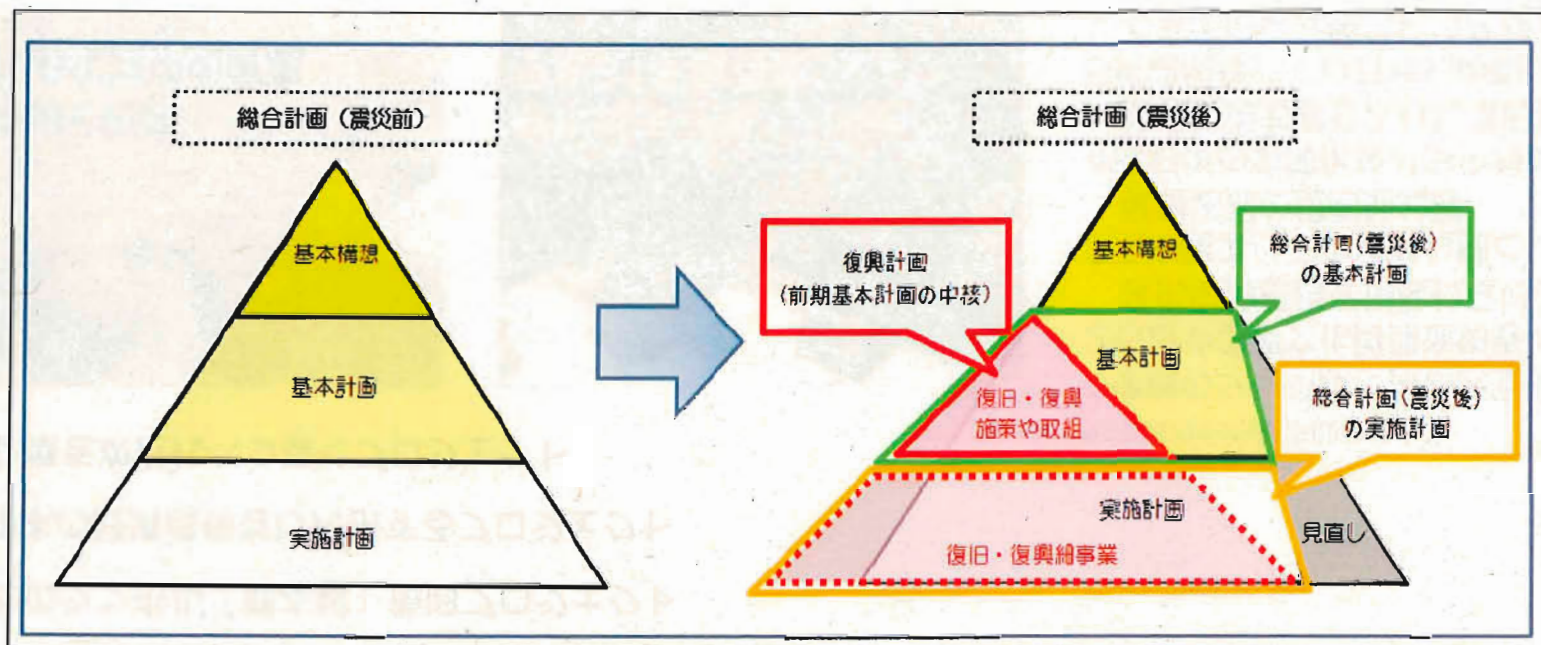 総合計画（震災前）
基本構想
基本計画
実施計画
総合計画（震災後）
基本構想
復興計画
（前期基本計画の中核）
総合計画（震災後）
の基本計画
基本計画
復旧・復興
施策や取組
総合計画（震災後）
の実施計画
実施計画
復旧・復興細事業
見直し